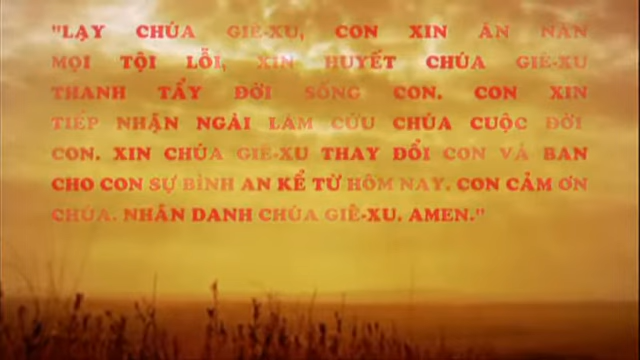 "LẠY CHÚA GIÊ-XU, CON XIN ĂN NĂN
MỌI TỘI LỖI, XIN HUYẾT CHÚA GIÊ-XU
THANH TẨY ĐỜI SỐNG CON. CON XIN
TIẾP NHẬN NGÀI LÀM CỨU CHÚA CUỘC ĐỜI
CON. XIN CHÚA GIÊ-XU THAY ĐỔI CON VÀ BAN
CHO CON SỰ BÌNH AN KỂ TỪ HÔM NAY. CON CẢM ƠN
CHÚA. NHÂN DANH CHÚA GIÊ-XU. AMEN."